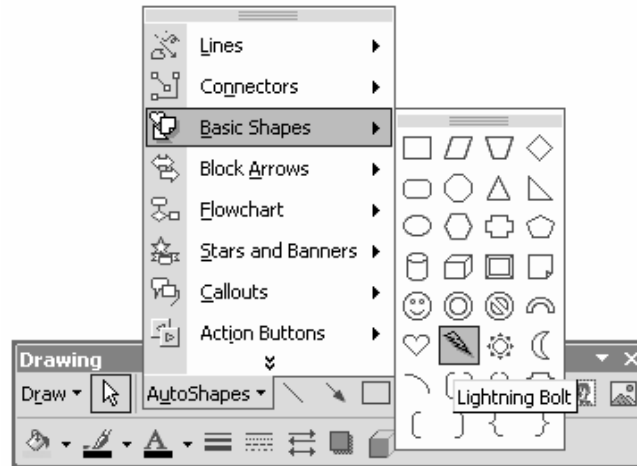 Lines
Connectors
Basic Shapes
Block Arrows
Flowchart
Stars and Banners
Callouts
Action Buttons
Drawing
Draw
AutoShapes
Lightning Bolt
A